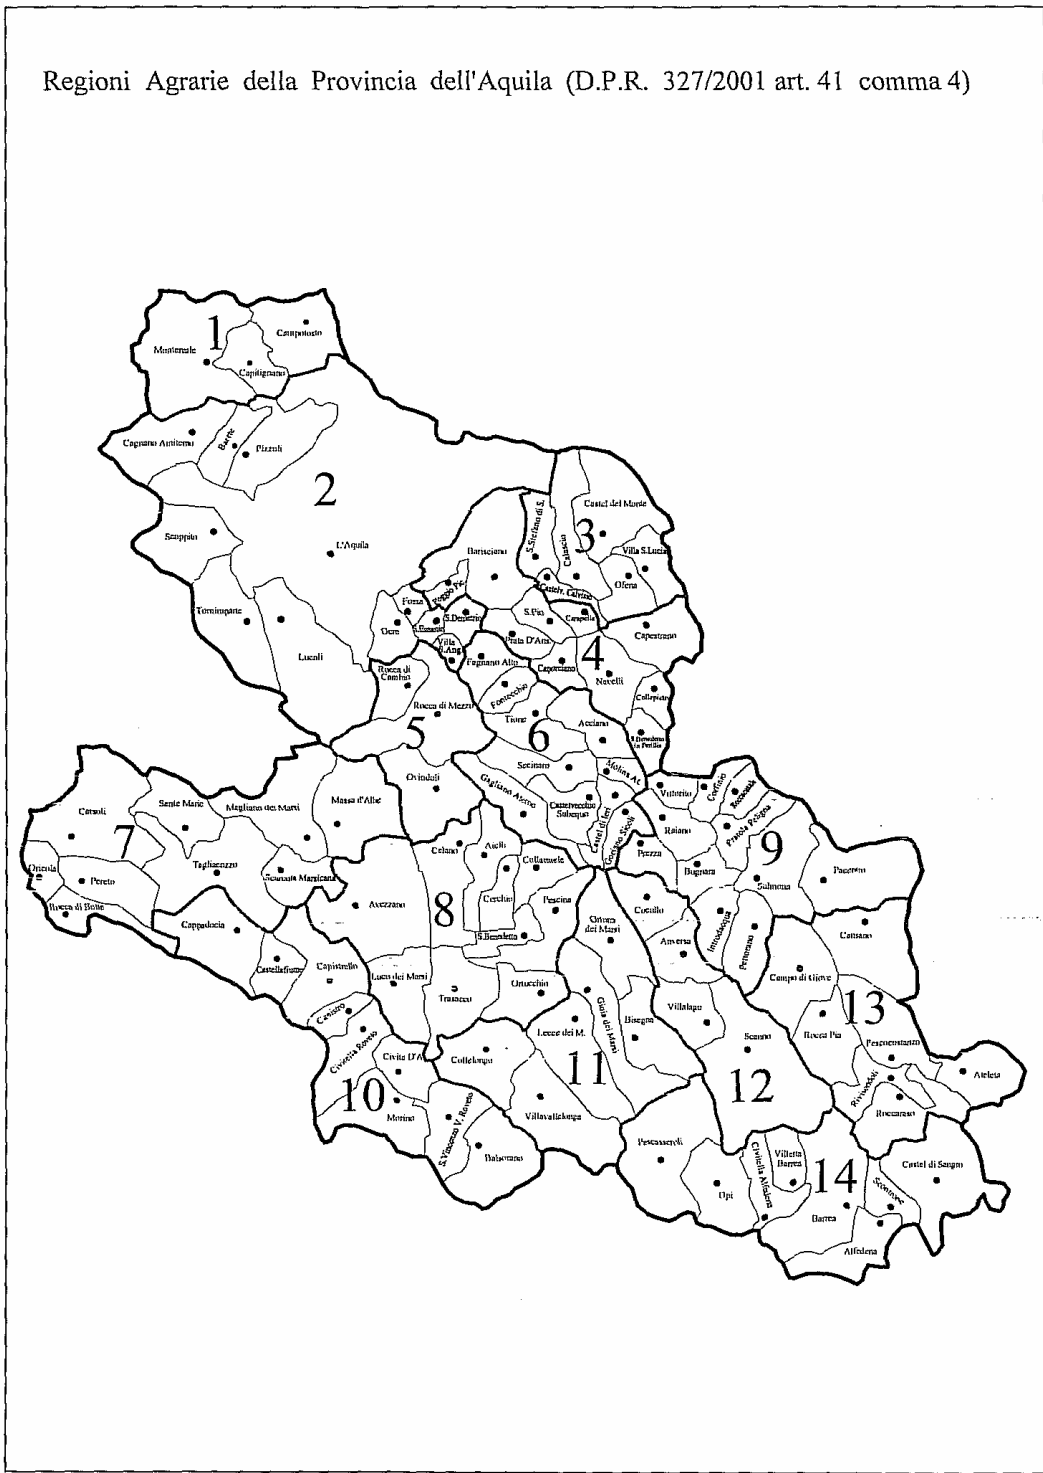 Regioni Agrarie della Provincia dell'Aquila (D.P.R. 327/2001 art. 41 comma 4)
1
Campotosto
Montereale
Capitignano
Cagnano Amiterno
Barete
Pizzoli
2
Scoppito
L'Aquila
Tornimparte
Lucoli
Barisciano
S.Stefano di S.
Calascio
3
Castel del Monte
Villa S.Lucia
Ofena
Castelv. Calvisio
Poggio Pic.
Fossa
Ocre
S.Eusanio
S.Demetrio
Villa
S.Ang.
S.Pio
Carapelle
Prata D'Ans.
Capestrano
4
Caporciano
Navelli
Collepietro
S.Benedetto
in Perillis
Fagnano Alto
Fontecchio
Rocca di
Cambio
Rocca di Mezzo
5
Tione
6
Acciano
Secinaro
Molina At.
Gagliano Aterno
Castelvecchio
Subequo
Castel di Ieri
Goriano Sicoli
Ovindoli
Carsoli
Sante Marie
Magliano dei Marsi
Massa d'Albe
7
Tagliacozzo
Scurcola Marsicana
Oricola
Pereto
Rocca di Botte
Cappadocia
Castellafiume
Capistrello
Celano
Aielli
Collarmele
Cerchio
Pescina
Avezzano
8
S.Benedetto
Luco dei Marsi
Trasacco
Ortucchio
Vittorito
Corfinio
Roccacasale
Raiano
Pratola Peligna
Prezza
9
Bugnara
Sulmona
Pacentro
Cocullo
Introdacqua
Pettorano
Anversa
Cansano
Campo di Giove
Ortona
dei Marsi
Canistro
Civitella Roveto
Civita D'A.
10
Morino
S.Vincenzo V. Roveto
Balsorano
Collelongo
Lecce dei M.
Gioia dei Marsi
Bisegna
11
Villavallelonga
Villalago
Scanno
12
13
Rocca Pia
Pescocostanzo
Rivisondoli
Roccaraso
Ateleta
Pescasseroli
Opi
Civitella Alfedena
Villetta
Barrea
14
Barrea
Scontrone
Castel di Sangro
Alfedena